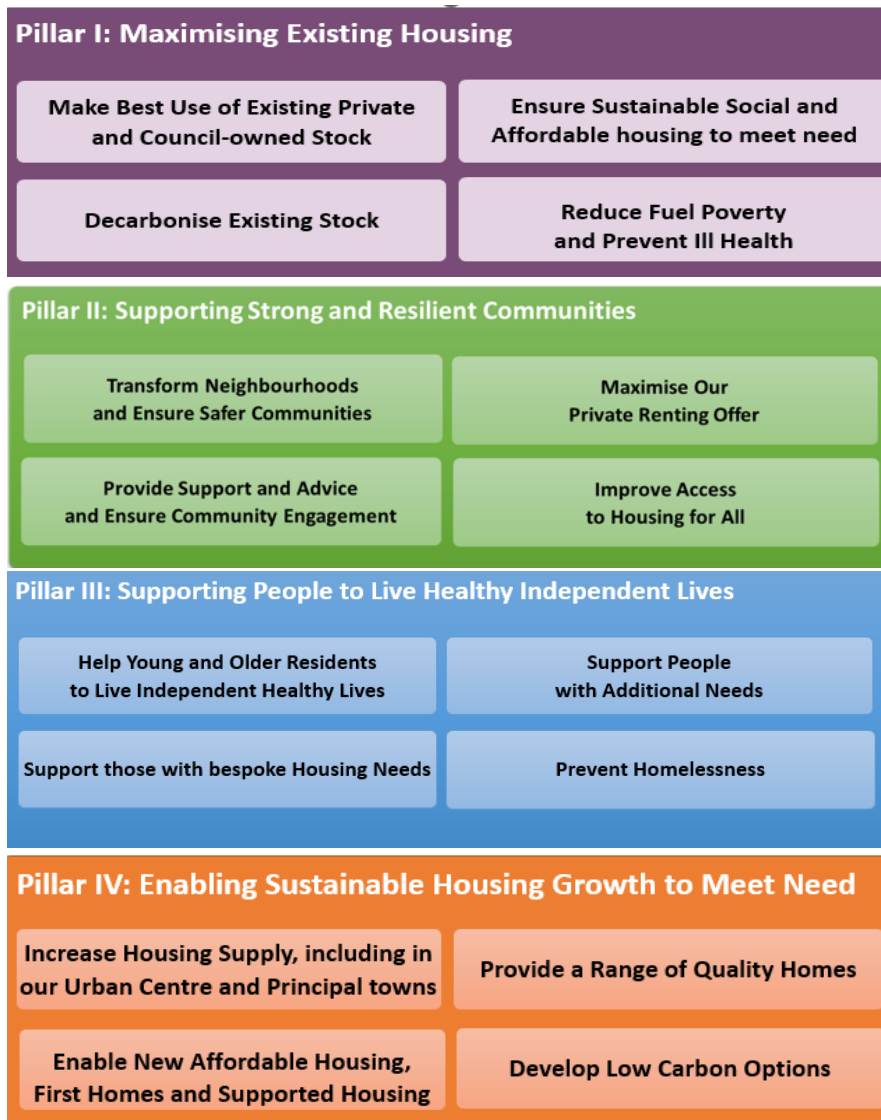 Pillar I: Maximising Existing Housing
Make Best Use of Existing Private
and Council-owned Stock
Ensure Sustainable Social and
Affordable housing to meet need
Decarbonise Existing Stock
Reduce Fuel Poverty
and Prevent Ill Health
Pillar II: Supporting Strong and Resilient Communities
Transform Neighbourhoods
and Ensure Safer Communities
Maximise Our
Private Renting Offer
Provide Support and Advice
and Ensure Community Engagement
Improve Access
to Housing for All
Pillar III: Supporting People to Live Healthy Independent Lives
Help Young and Older Residents
to Live Independent Healthy Lives
Support People
with Additional Needs
Support those with bespoke Housing Needs
Prevent Homelessness
Pillar IV: Enabling Sustainable Housing Growth to Meet Need
Increase Housing Supply, including in
our Urban Centre and Principal towns
Provide a Range of Quality Homes
Enable New Affordable Housing,
First Homes and Supported Housing
Develop Low Carbon Options